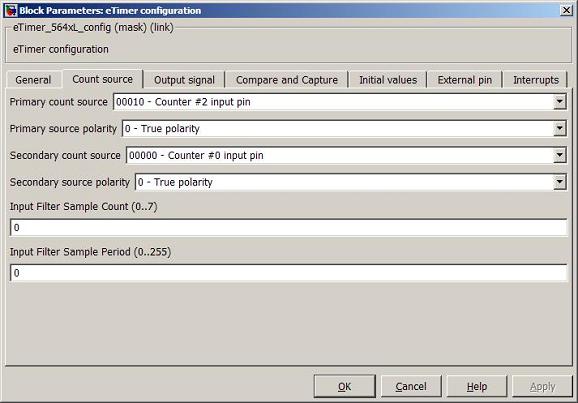 Block Parameters: eTimer configuration
eTimer_564xL_config (mask) (link)
eTimer configuration
General Count source Output signal Compare and Capture Initial values External pin Interrupts
Primary count source 00010 - Counter #2 input pin
Primary source polarity 0 - True polarity
Secondary count source 00000 - Counter #0 input pin
Secondary source polarity 0 - True polarity
Input Filter Sample Count (0..7)
0
Input Filter Sample Period (0..255)
0
OK Cancel Help Apply